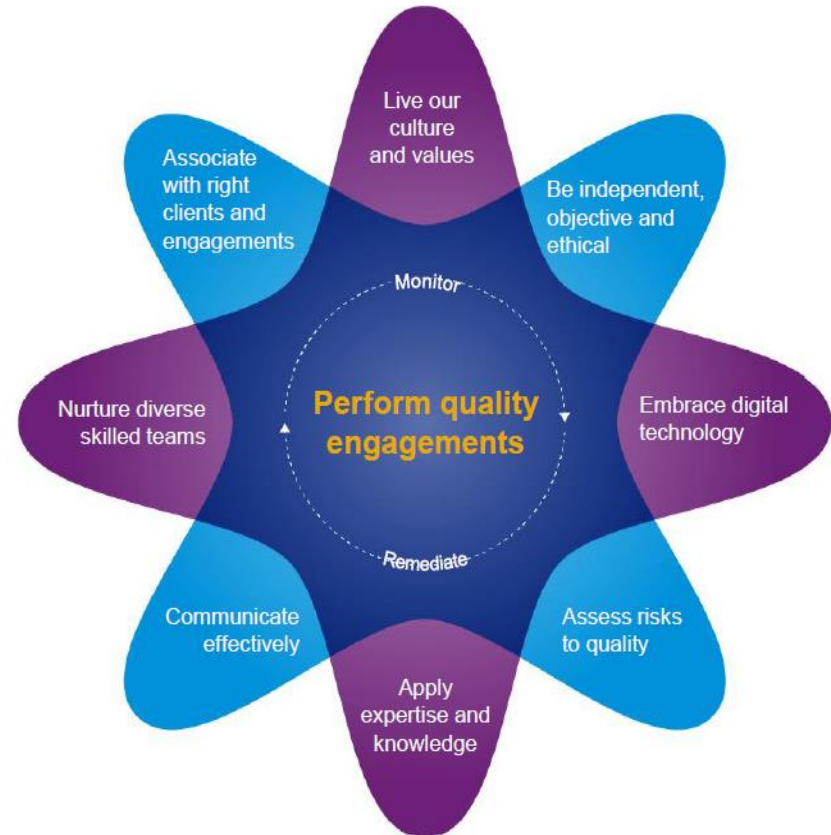 Live our
culture
and values
Be independent,
objective and
ethical
Embrace digital
technology
Assess risks
to quality
Apply
expertise and
knowledge
Communicate
effectively
Nurture diverse
skilled teams
Associate
with right
clients and
engagements
Monitor
Perform quality
engagements
Remediate